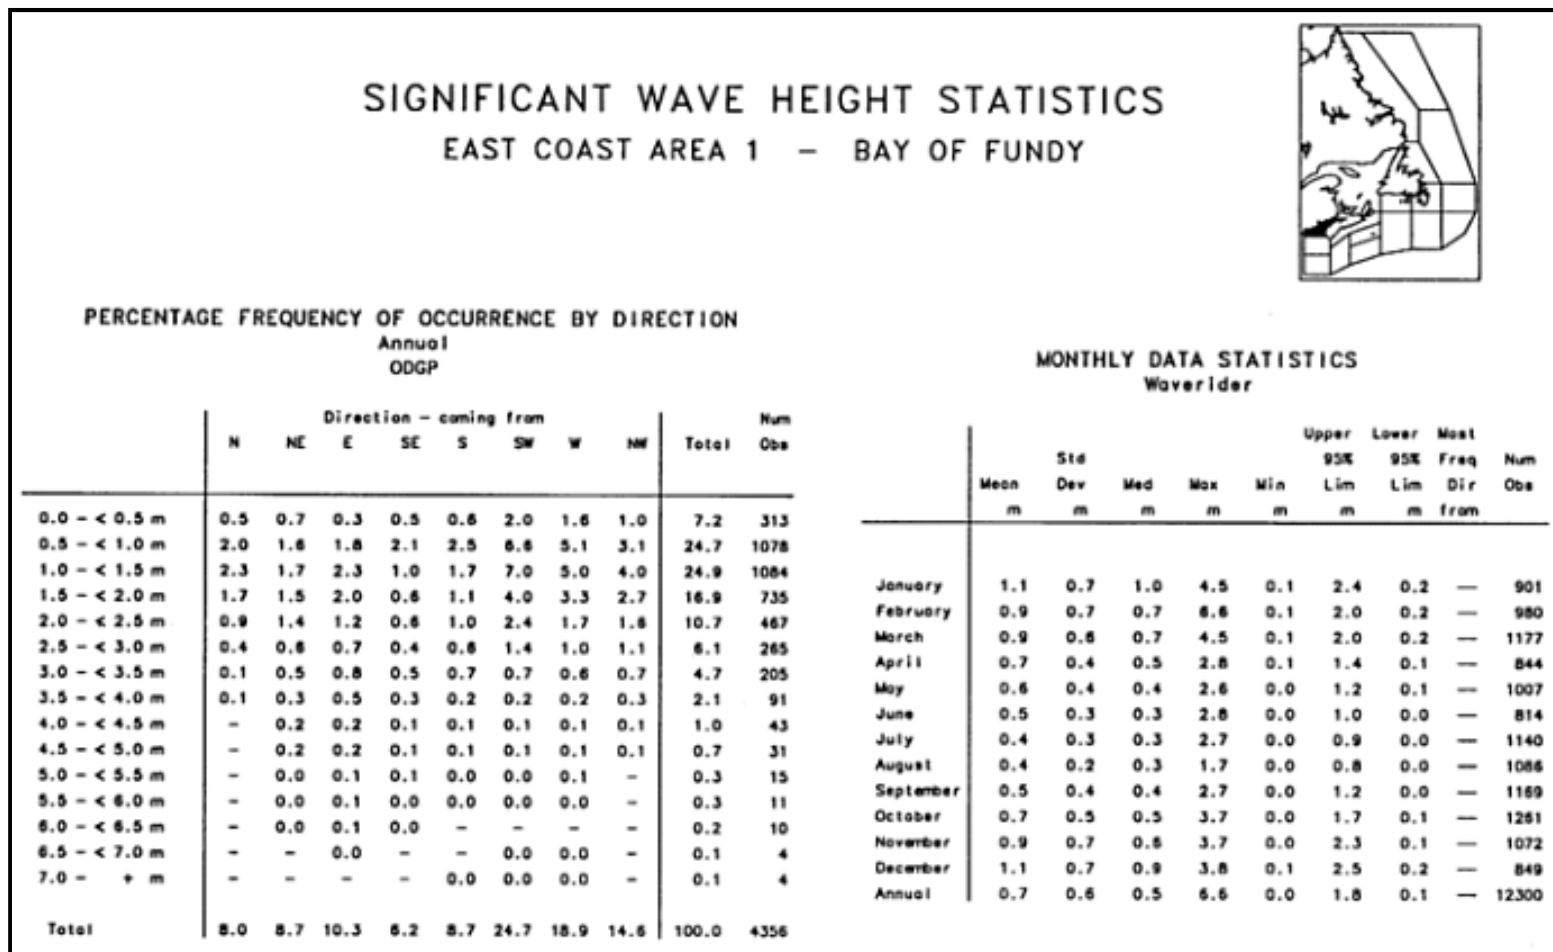 SIGNIFICANT WAVE HEIGHT STATISTICS
EAST COAST AREA 1 – BAY OF FUNDY
PERCENTAGE FREQUENCY OF OCCURRENCE BY DIRECTION
Annual
ODGP
Direction – coming from Num
N NE E SE S SW W NW Total Obs
0.0 - < 0.5 m 0.5 0.7 0.3 0.5 0.6 2.0 1.6 1.0 7.2 313
0.5 - < 1.0 m 2.0 1.6 1.8 2.1 2.5 6.6 5.1 3.1 24.7 1078
1.0 - < 1.5 m 2.3 1.7 2.3 1.0 1.7 7.0 5.0 4.0 24.9 1084
1.5 - < 2.0 m 1.7 1.5 2.0 0.6 1.1 4.0 3.3 2.7 16.9 735
2.0 - < 2.5 m 0.9 1.4 1.2 0.6 1.0 2.4 1.7 1.6 10.7 467
2.5 - < 3.0 m 0.4 0.6 0.7 0.4 0.6 1.4 1.0 1.1 6.1 265
3.0 - < 3.5 m 0.1 0.5 0.8 0.5 0.7 0.7 0.6 0.7 4.7 205
3.5 - < 4.0 m 0.1 0.3 0.5 0.3 0.2 0.2 0.2 0.3 2.1 91
4.0 - < 4.5 m - 0.2 0.2 0.1 0.1 0.1 0.1 0.1 1.0 43
4.5 - < 5.0 m - 0.2 0.2 0.1 0.1 0.1 0.1 0.1 0.7 31
5.0 - < 5.5 m - 0.0 0.1 0.1 0.0 0.0 0.1 - 0.3 15
5.5 - < 6.0 m - 0.0 0.1 0.0 0.0 0.0 0.0 - 0.3 11
6.0 - < 6.5 m - 0.0 0.1 0.0 - - - - 0.2 10
6.5 - < 7.0 m - - 0.0 - - 0.0 0.0 - 0.1 4
7.0 - + m - - - - 0.0 0.0 0.0 - 0.1 4
Total 8.0 8.7 10.3 6.2 8.7 24.7 18.9 14.6 100.0 4356
MONTHLY DATA STATISTICS
Waverider
Upper Lower Most
Std 95% 95% Freq Num
Mean Dev Med Max Min Lim Lim Dir Obs
m m m m m m m from
January 1.1 0.7 1.0 4.5 0.1 2.4 0.2 — 901
February 0.9 0.7 0.7 6.6 0.1 2.0 0.2 — 980
March 0.9 0.6 0.7 4.5 0.1 2.0 0.2 — 1177
April 0.7 0.4 0.5 2.8 0.1 1.4 0.1 — 844
May 0.6 0.4 0.4 2.6 0.0 1.2 0.1 — 1007
June 0.5 0.3 0.3 2.8 0.0 1.0 0.0 — 814
July 0.4 0.3 0.3 2.7 0.0 0.9 0.0 — 1140
August 0.4 0.2 0.3 1.7 0.0 0.8 0.0 — 1086
September 0.5 0.4 0.4 2.7 0.0 1.2 0.0 — 1169
October 0.7 0.5 0.5 3.7 0.0 1.7 0.1 — 1261
November 0.9 0.7 0.6 3.7 0.0 2.3 0.1 — 1072
December 1.1 0.7 0.9 3.8 0.1 2.5 0.2 — 849
Annual 0.7 0.6 0.5 6.6 0.0 1.8 0.1 — 12300